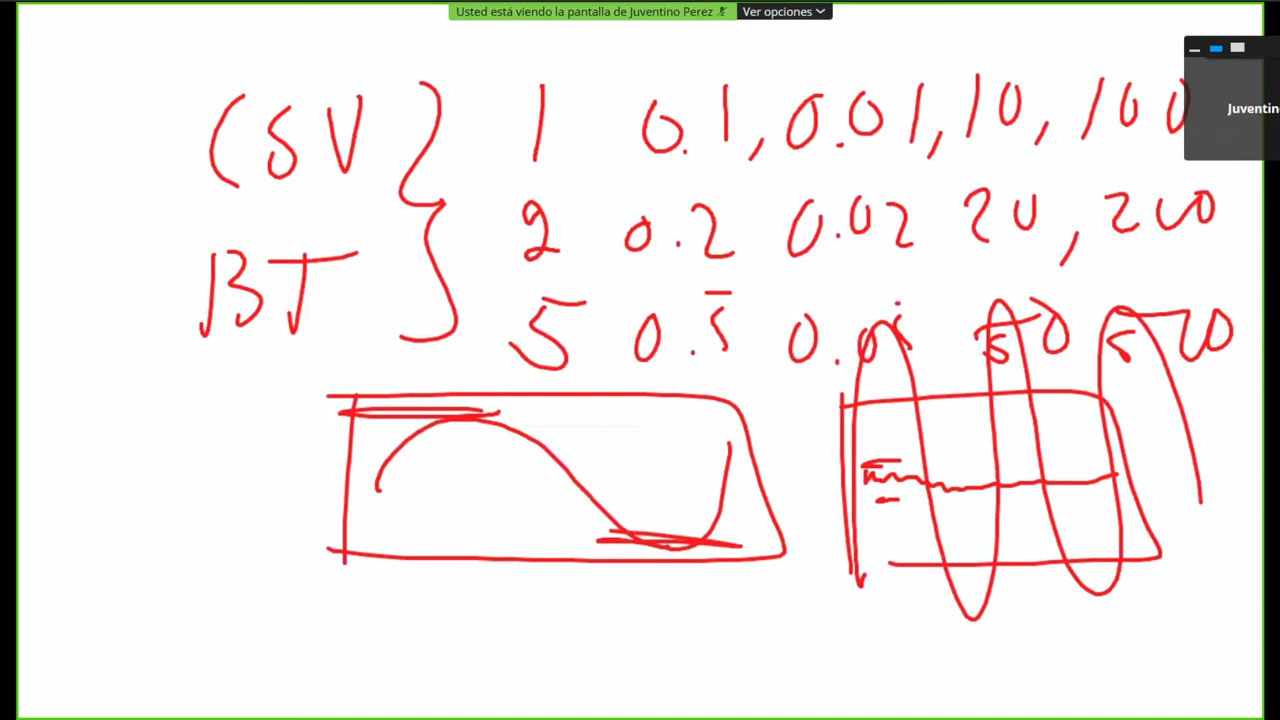 Usted está viendo la pantalla de Juventino Perez Ver opciones
CSV 1 0.1, 0.01, 10, 100
Juventin
2 0.2 0.02 20, 200
BT
5 0.5 0.05 50 500